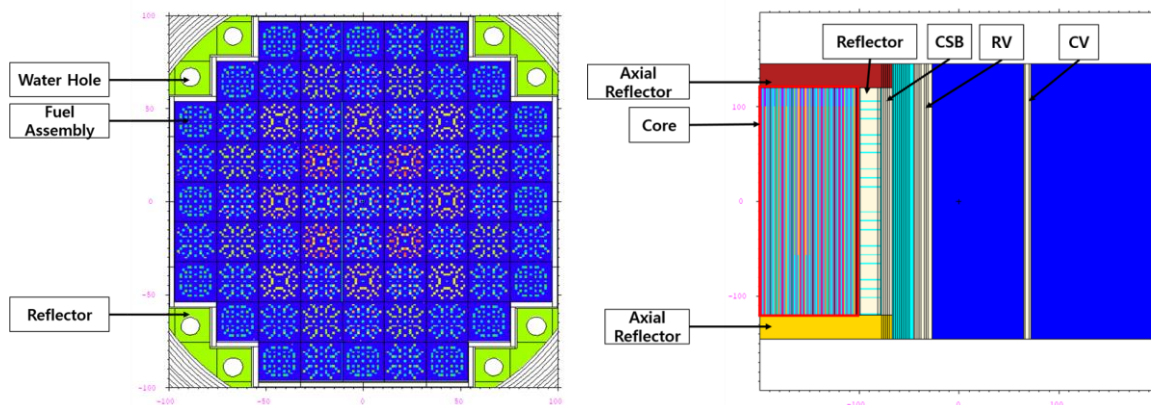 100
Water Hole
50
Fuel
Assembly
0
Reflector
-50
-100
-100
-50
0
50
100
Reflector
CSB
RV
CV
Axial
Reflector
100
Core
0
Axial
Reflector
-100
-100
0
100